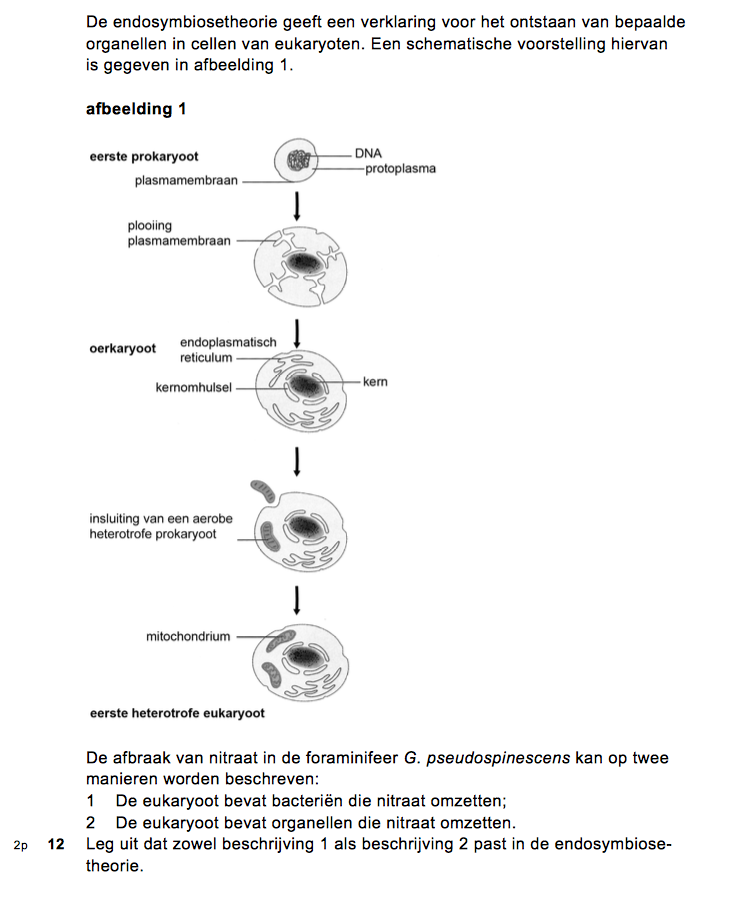 De endosymbiosetheorie geeft een verklaring voor het ontstaan van bepaalde
organellen in cellen van eukaryoten. Een schematische voorstelling hiervan
is gegeven in afbeelding 1.
afbeelding 1
eerste prokaryoot
DNA
protoplasma
plasmamembraan
plooiing
plasmamembraan
oerkaryoot
endoplasmatisch
reticulum
kernomhulsel
kern
insluiting van een aerobe
heterotrofe prokaryoot
mitochondrium
eerste heterotrofe eukaryoot
De afbraak van nitraat in de foraminifeer G. pseudospinescens kan op twee
manieren worden beschreven:
1 De eukaryoot bevat bacteriën die nitraat omzetten;
2 De eukaryoot bevat organellen die nitraat omzetten.
2p 12 Leg uit dat zowel beschrijving 1 als beschrijving 2 past in de endosymbiose-
theorie.